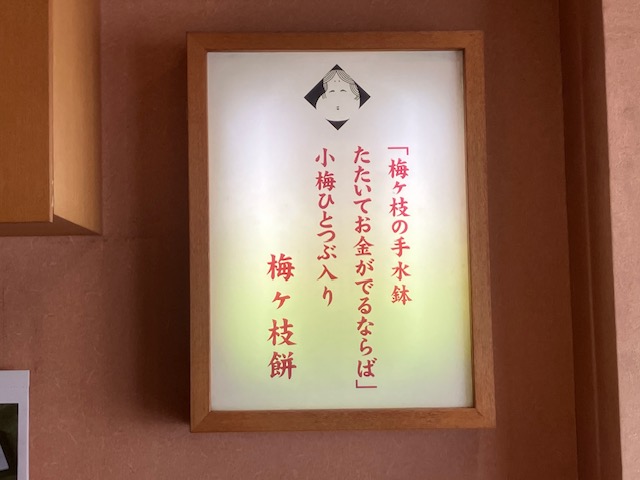 「梅ヶ枝の手水鉢
たたいてお金がでるならば」
小梅ひとつぶ入り
梅ヶ枝餅